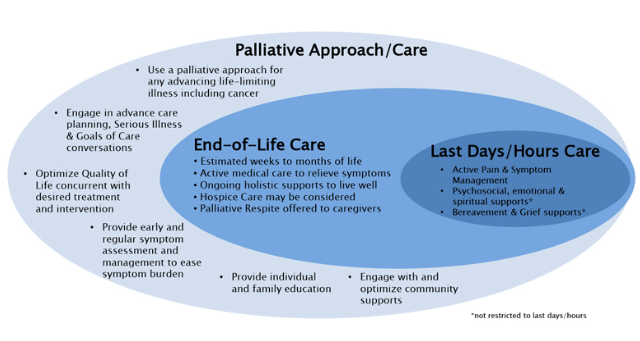 Palliative Approach/Care
• Use a palliative approach for
any advancing life-limiting
illness including cancer
• Engage in advance care
planning, Serious Illness
& Goals of Care
conversations
• Optimize Quality of
Life concurrent with
desired treatment
and intervention
• Provide early and
regular symptom
assessment and
management to ease
symptom burden
• Provide individual
and family education
• Engage with and
optimize community
supports
End-of-Life Care
• Estimated weeks to months of life
• Active medical care to relieve symptoms
• Ongoing holistic supports to live well
• Hospice Care may be considered
• Palliative Respite offered to caregivers
Last Days/Hours Care
• Active Pain & Symptom
Management
• Psychosocial, emotional &
spiritual supports*
• Bereavement & Grief supports*
*not restricted to last days/hours